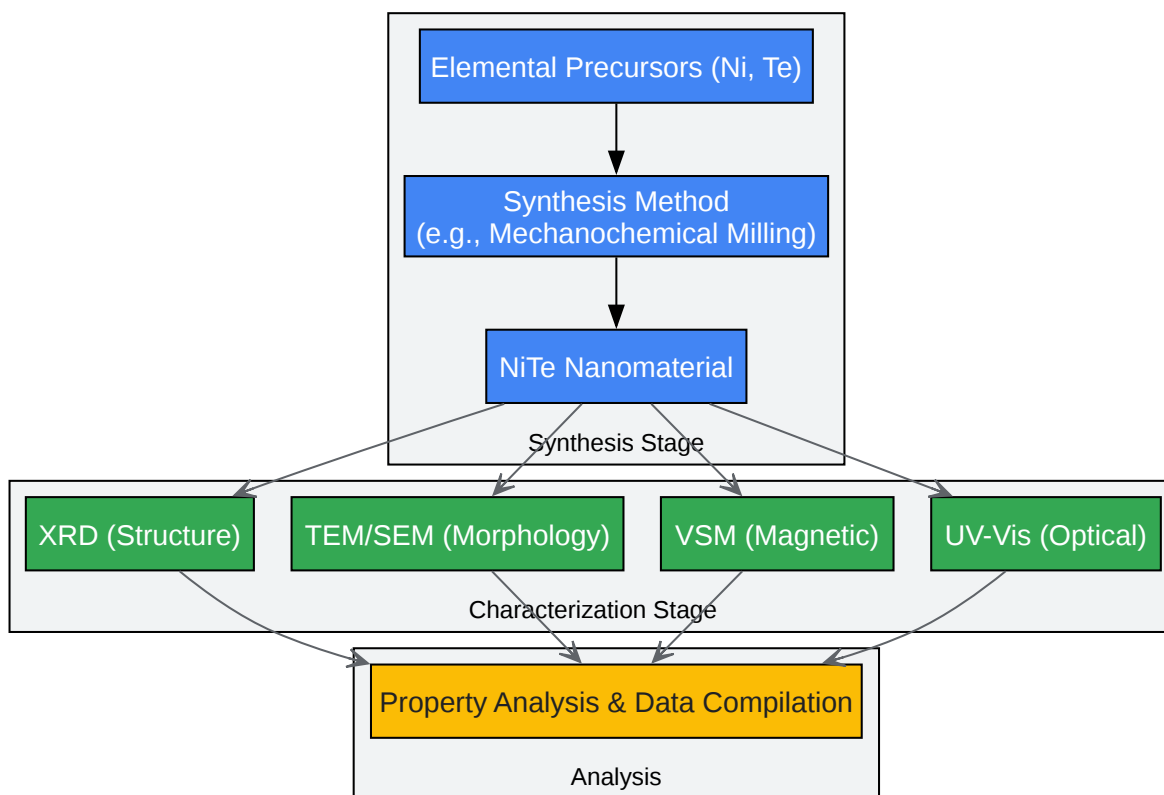 Elemental Precursors (Ni, Te)
Synthesis Method
(e.g., Mechanochemical Milling)
NiTe Nanomaterial
Synthesis Stage
XRD (Structure)
TEM/SEM (Morphology)
VSM (Magnetic)
UV-Vis (Optical)
Characterization Stage
Property Analysis & Data Compilation
Analysis